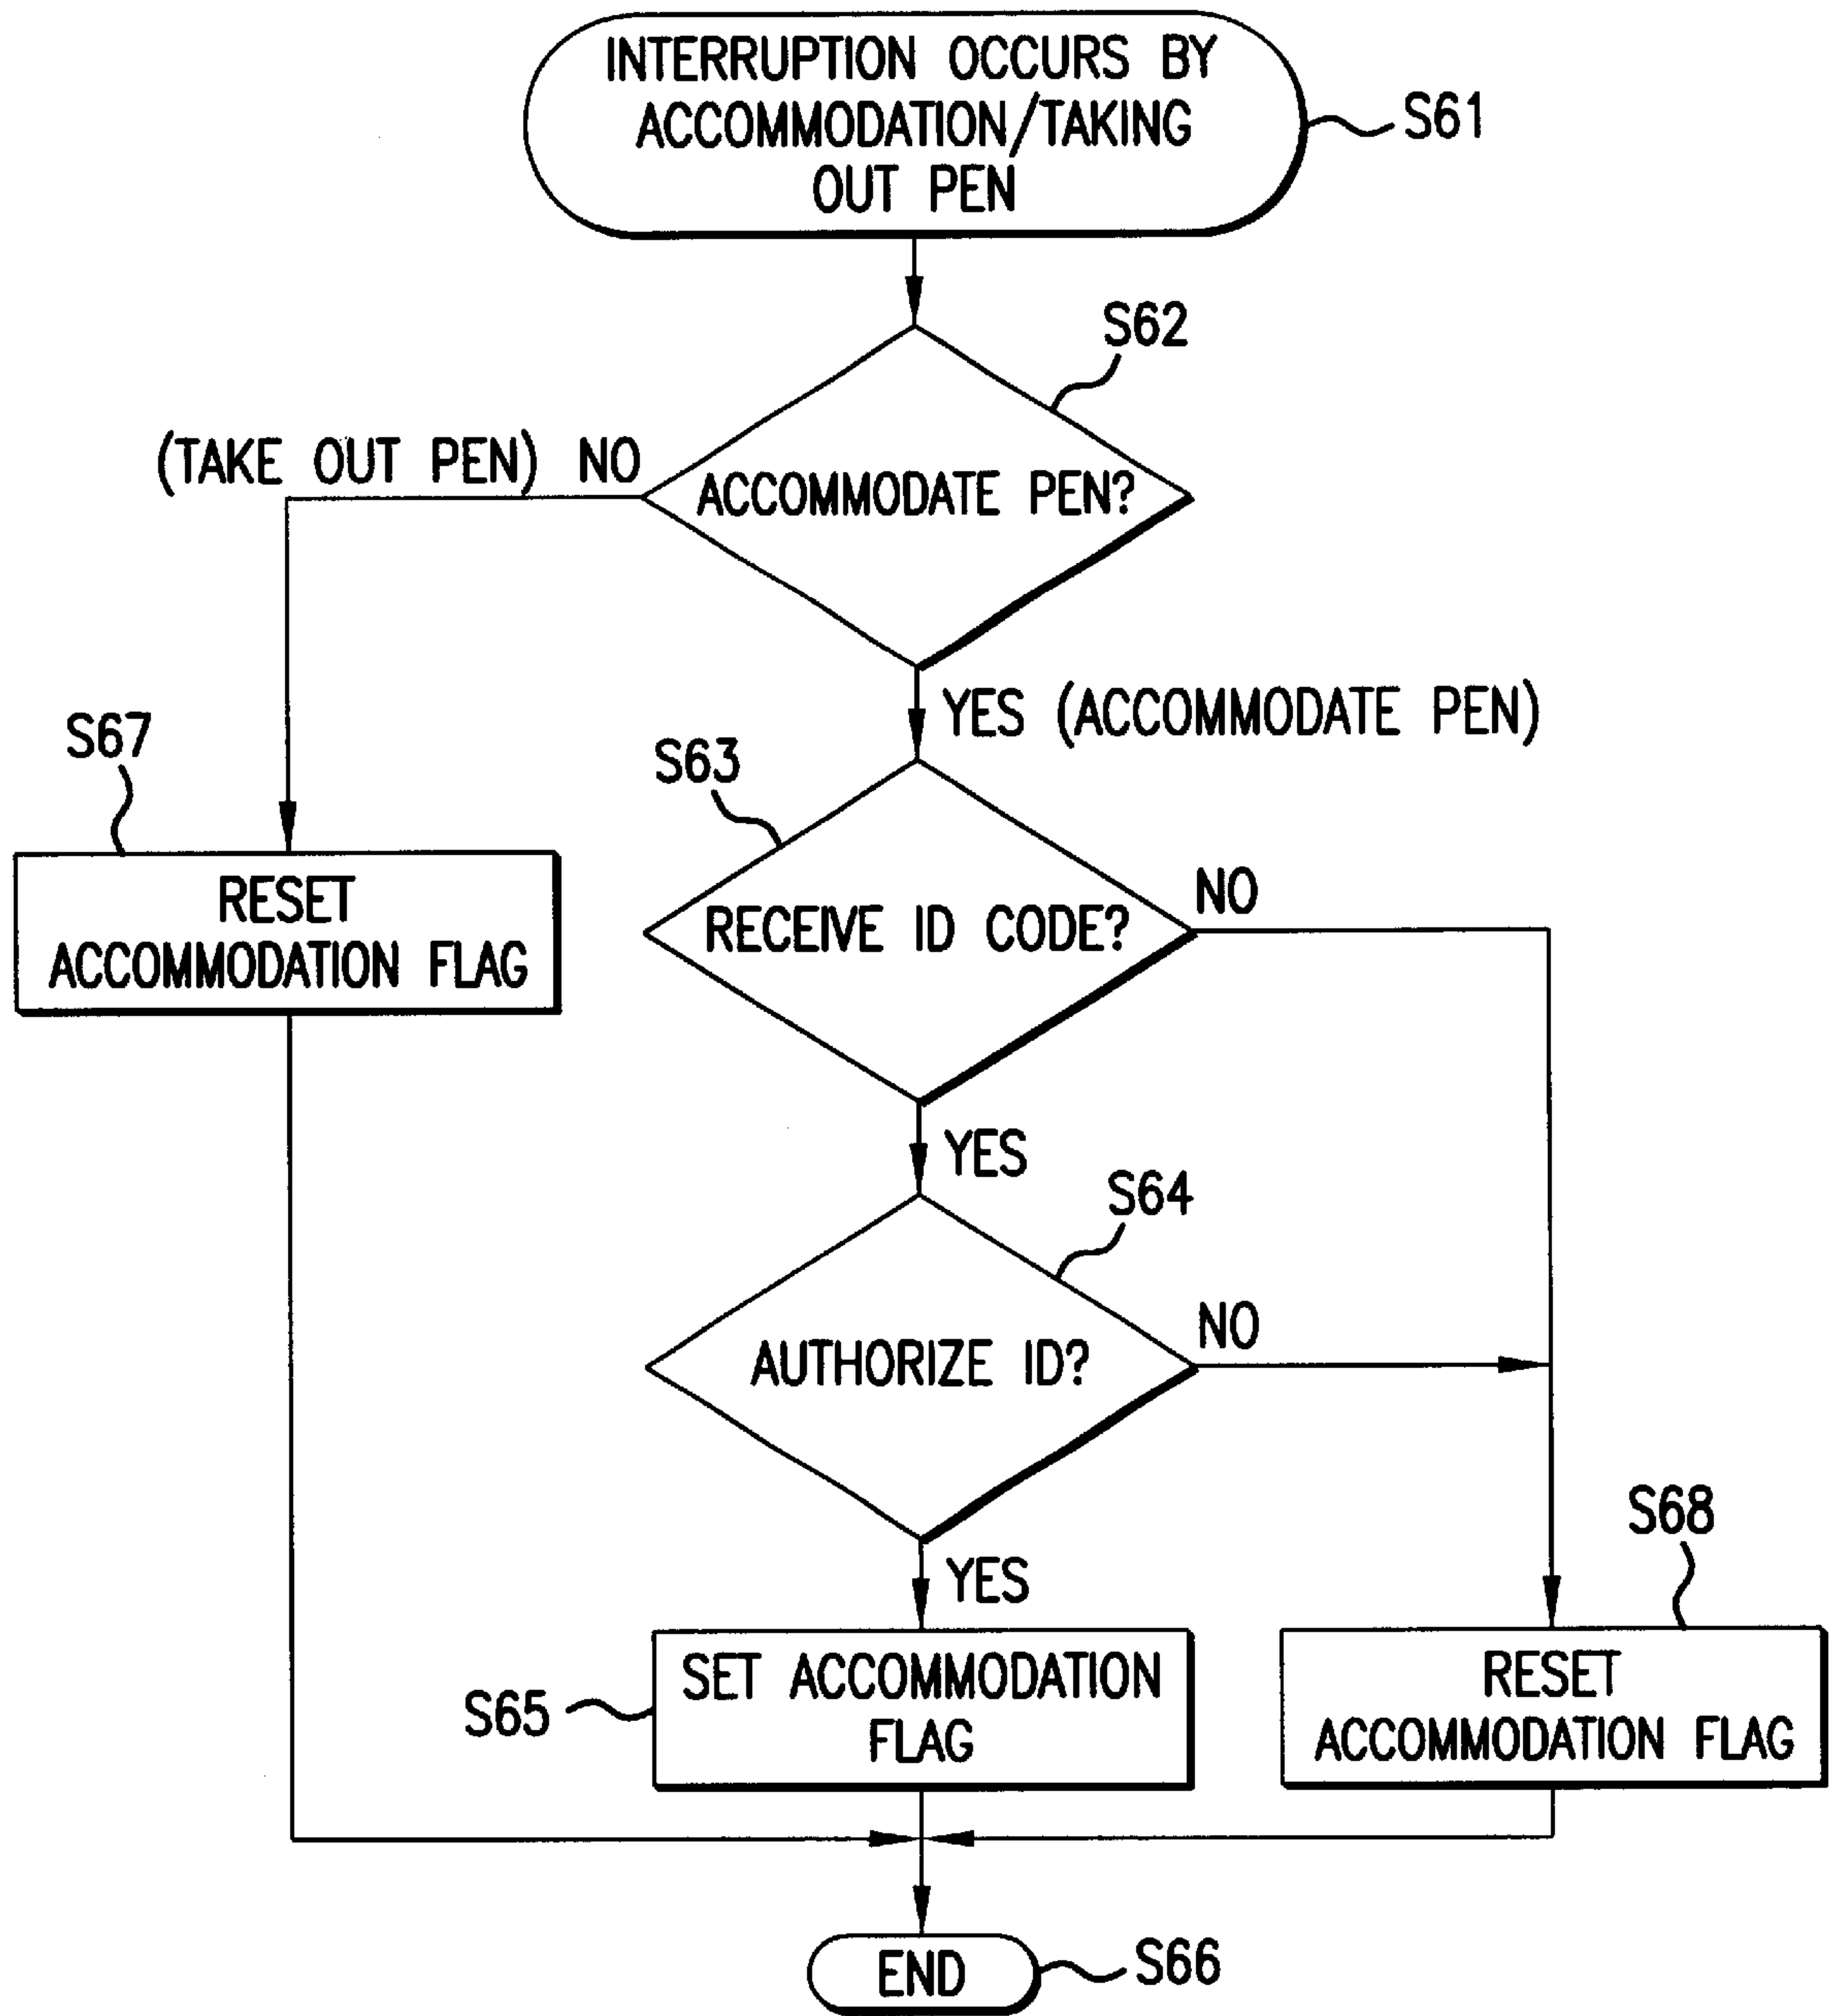 INTERRUPTION OCCURS BY
ACCOMMODATION/TAKING
OUT PEN
S61
S62
(TAKE OUT PEN) NO
ACCOMMODATE PEN?
YES (ACCOMMODATE PEN)
S67
S63
RESET
ACCOMMODATION FLAG
RECEIVE ID CODE?
NO
YES
S64
AUTHORIZE ID?
NO
YES
S68
S65
SET ACCOMMODATION
FLAG
RESET
ACCOMMODATION FLAG
END
S66